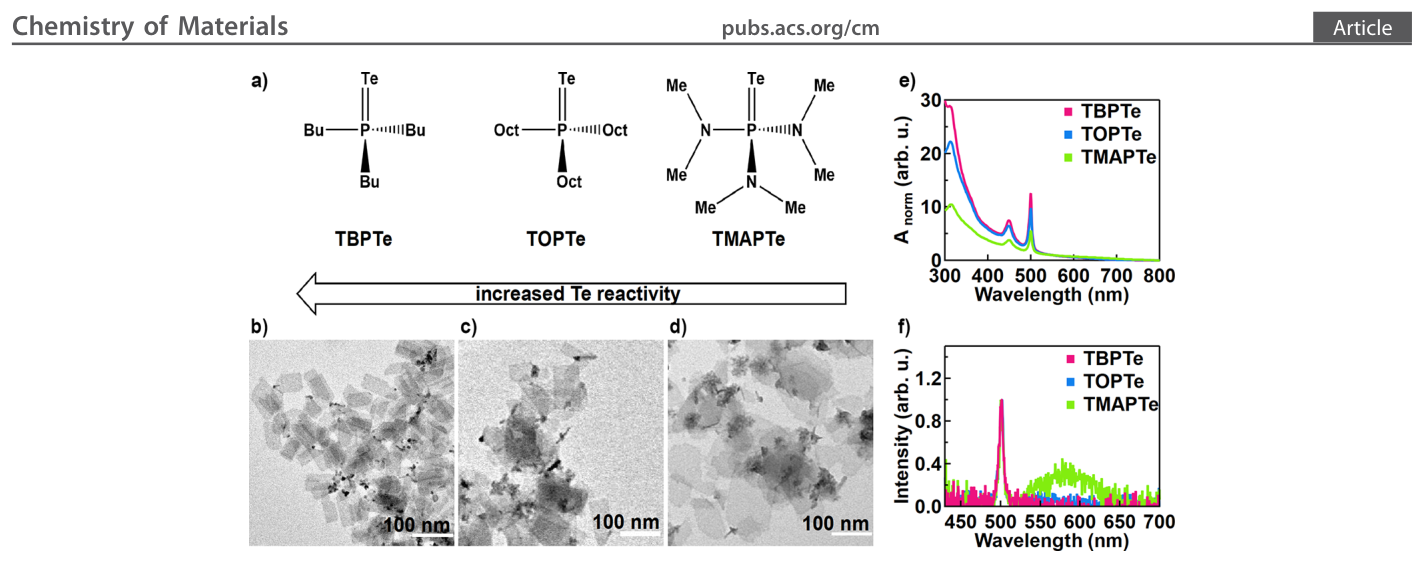 Chemistry of Materials
pubs.acs.org/cm
Article
a)
Te
P
Bu
Bu
Bu
TBPTe
Te
P
Oct
Oct
Oct
TOPTe
Te
Me
Me
N
P
N
Me
N
Me
Me
Me
TMAPTe
increased Te reactivity
b)
100 nm
c)
100 nm
d)
100 nm
e)
A norm (arb. u.)
30
20
10
0
TBPTe
TOPTe
TMAPTe
300 400 500 600 700 800
Wavelength (nm)
f)
Intensity (arb. u.)
1.2
0.8
0.4
0.0
TBPTe
TOPTe
TMAPTe
450 500 550 600 650 700
Wavelength (nm)